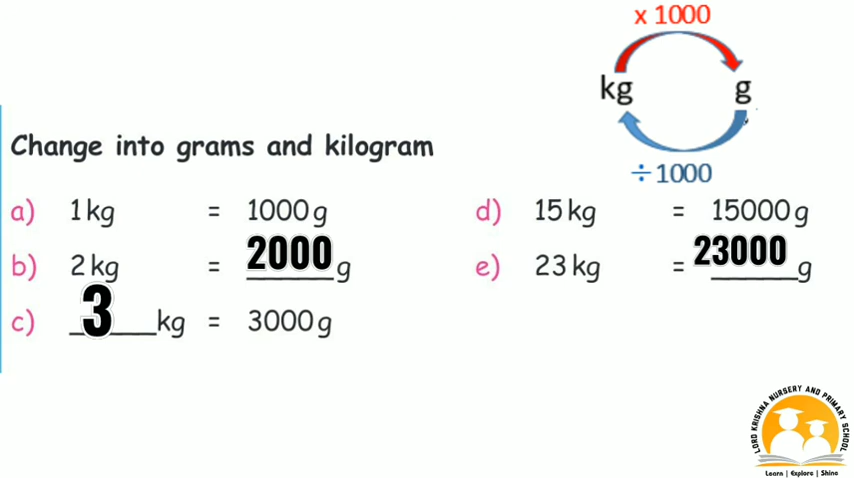 x 1000
kg g
÷ 1000
Change into grams and kilogram
a) 1 kg = 1000 g
b) 2 kg = 2000 g
c) 3 kg = 3000 g
d) 15 kg = 15000 g
e) 23 kg = 23000 g
LORD KRISHNA NURSERY AND PRIMARY SCHOOL
Learn | Explore | Shine